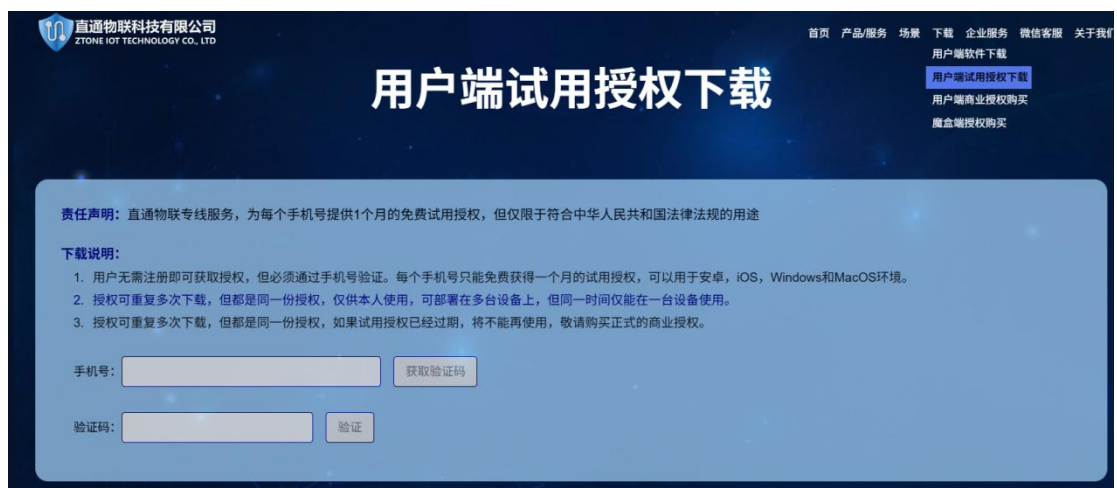 直通物联科技有限公司
ZTONE IOT TECHNOLOGY CO., LTD
首页 产品/服务 场景 下载 企业服务 微信客服 关于我们
用户端软件下载
用户端试用授权下载
用户端商业授权购买
魔盒端授权购买
用户端试用授权下载
责任声明：直通物联专线服务，为每个手机号提供1个月的免费试用授权，但仅限于符合中华人民共和国法律法规的用途
下载说明：
1. 用户无需注册即可获取授权，但必须通过手机号验证。每个手机号只能免费获得一个月的试用授权，可以用于安卓，iOS，Windows和MacOS环境。
2. 授权可重复多次下载，但都是同一份授权，仅供本人使用，可部署在多台设备上，但同一时间仅能在一台设备使用。
3. 授权可重复多次下载，但都是同一份授权，如果试用授权已经过期，将不能再使用，敬请购买正式的商业授权。
手机号： 获取验证码
验证码： 验证